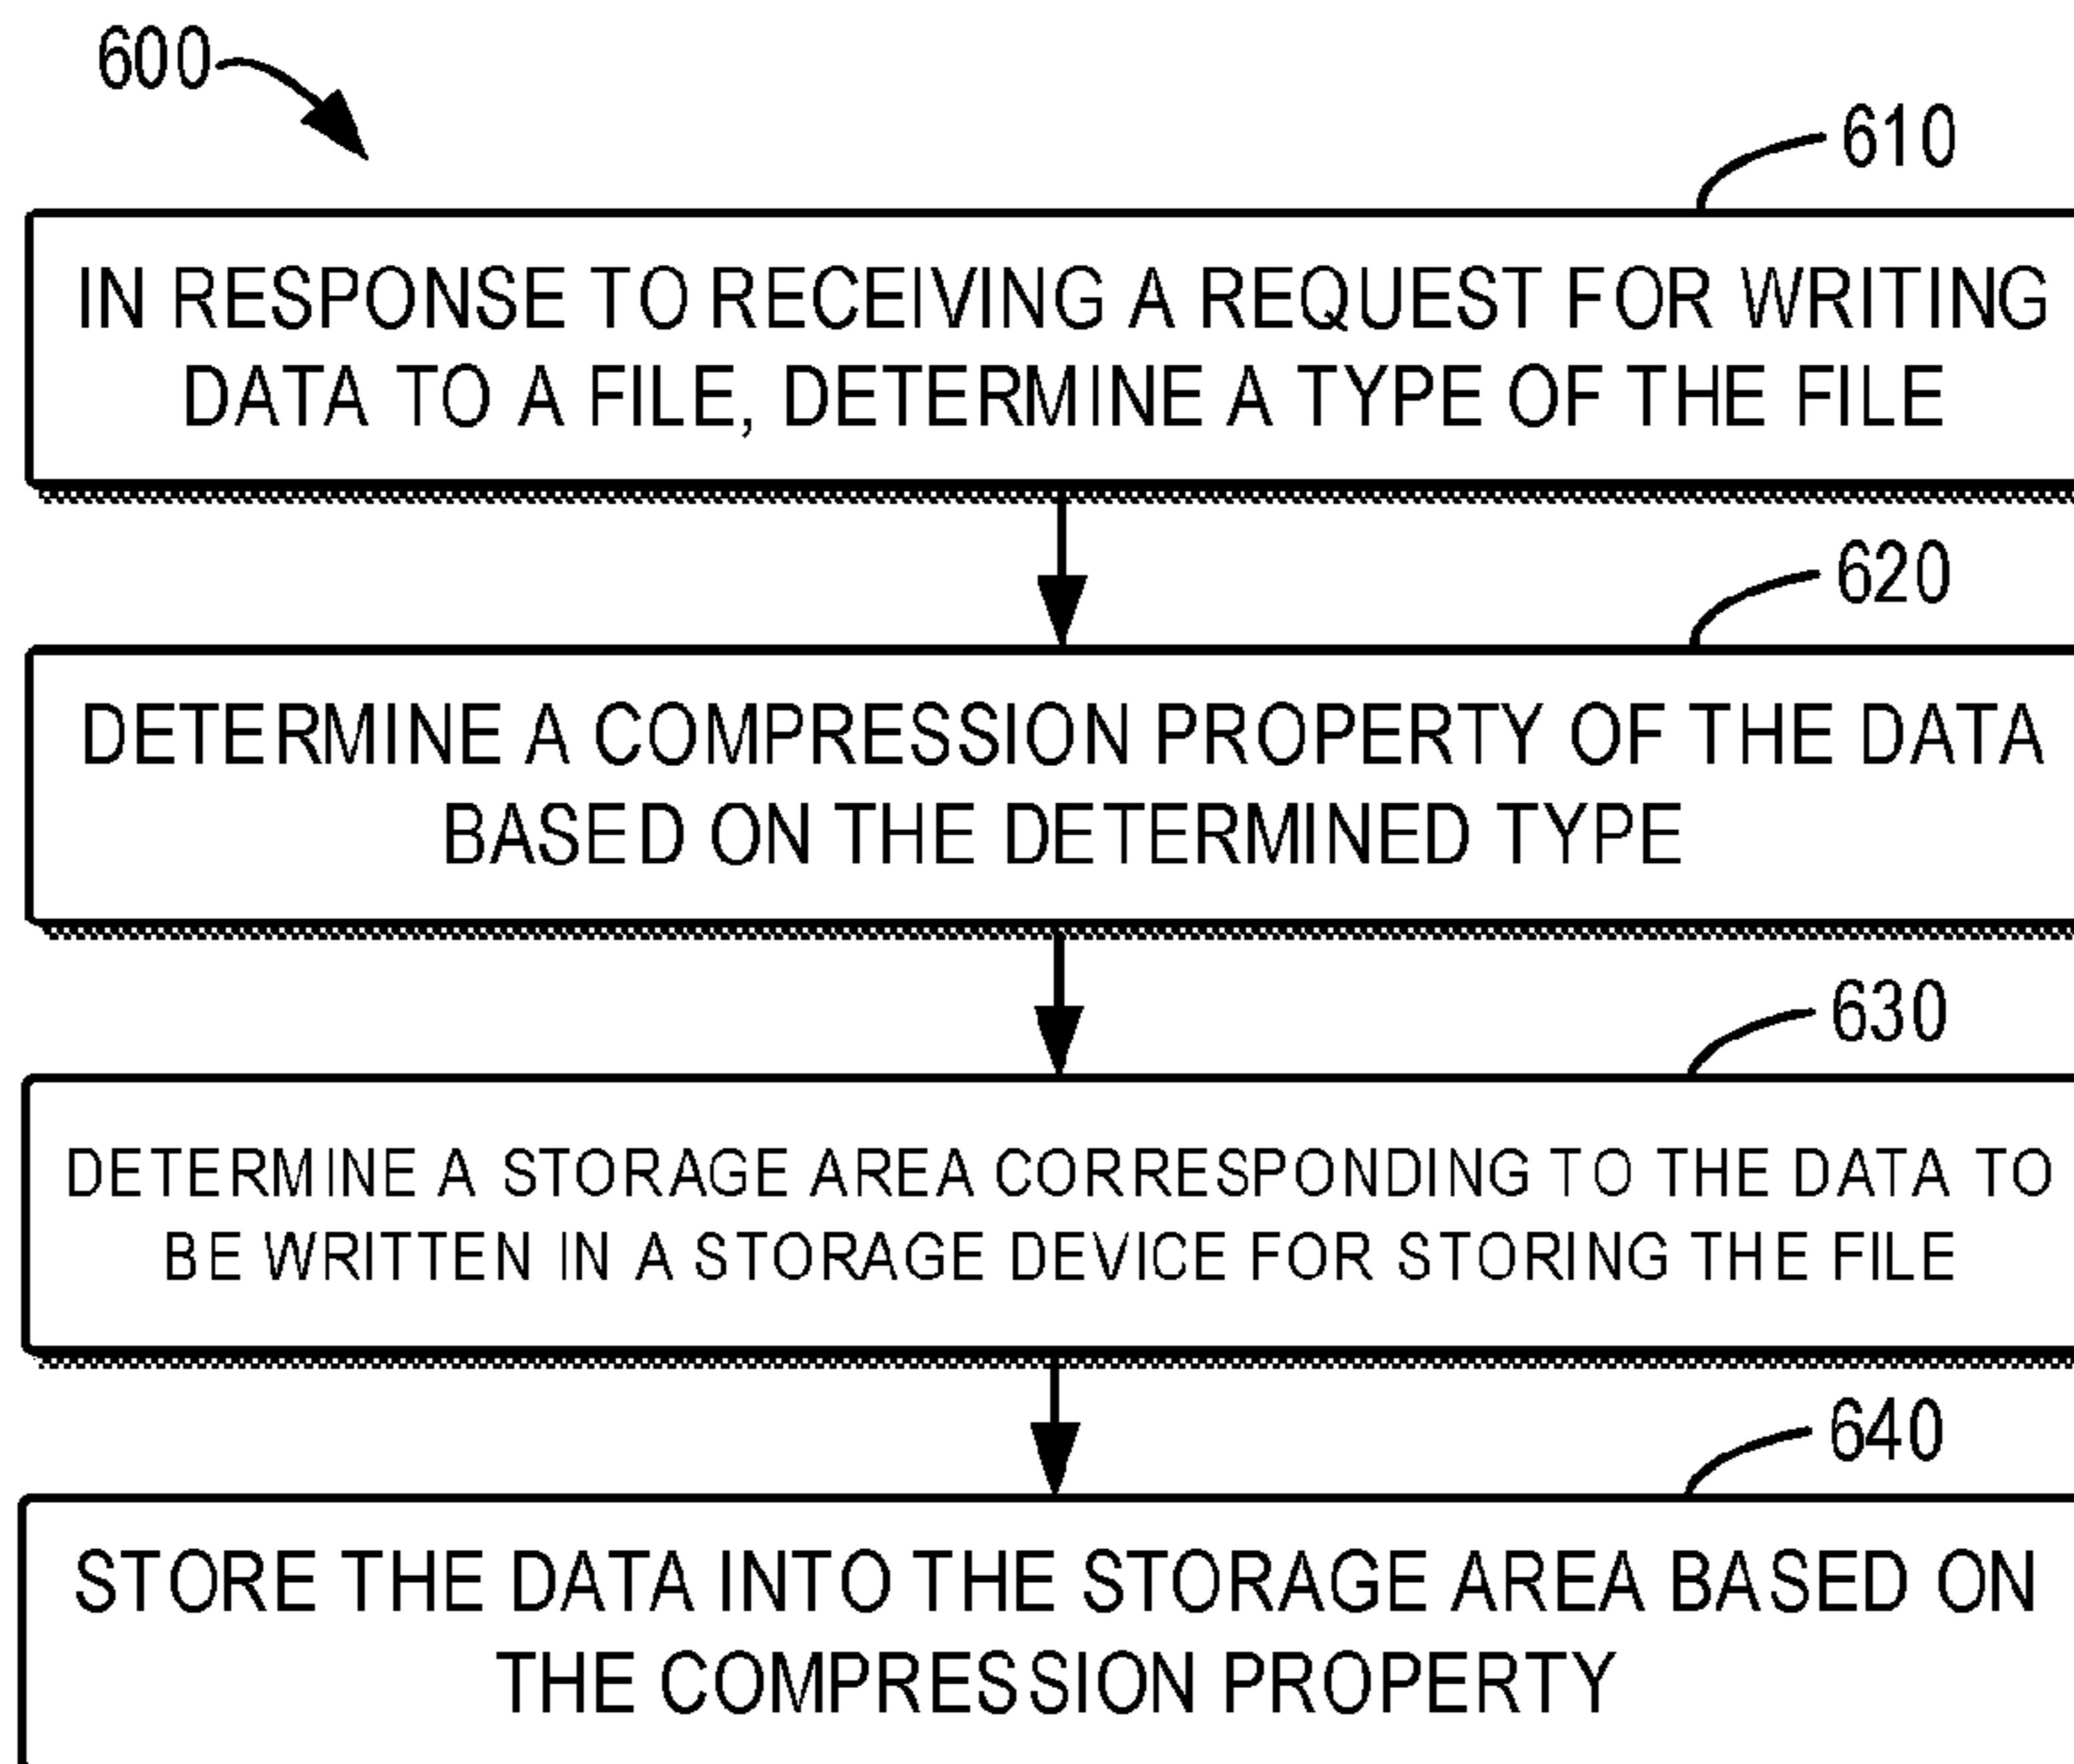 600
610
IN RESPONSE TO RECEIVING A REQUEST FOR WRITING
DATA TO A FILE, DETERMINE A TYPE OF THE FILE
620
DETERMINE A COMPRESSION PROPERTY OF THE DATA
BASED ON THE DETERMINED TYPE
630
DETERMINE A STORAGE AREA CORRESPONDING TO THE DATA TO
BE WRITTEN IN A STORAGE DEVICE FOR STORING THE FILE
640
STORE THE DATA INTO THE STORAGE AREA BASED ON
THE COMPRESSION PROPERTY